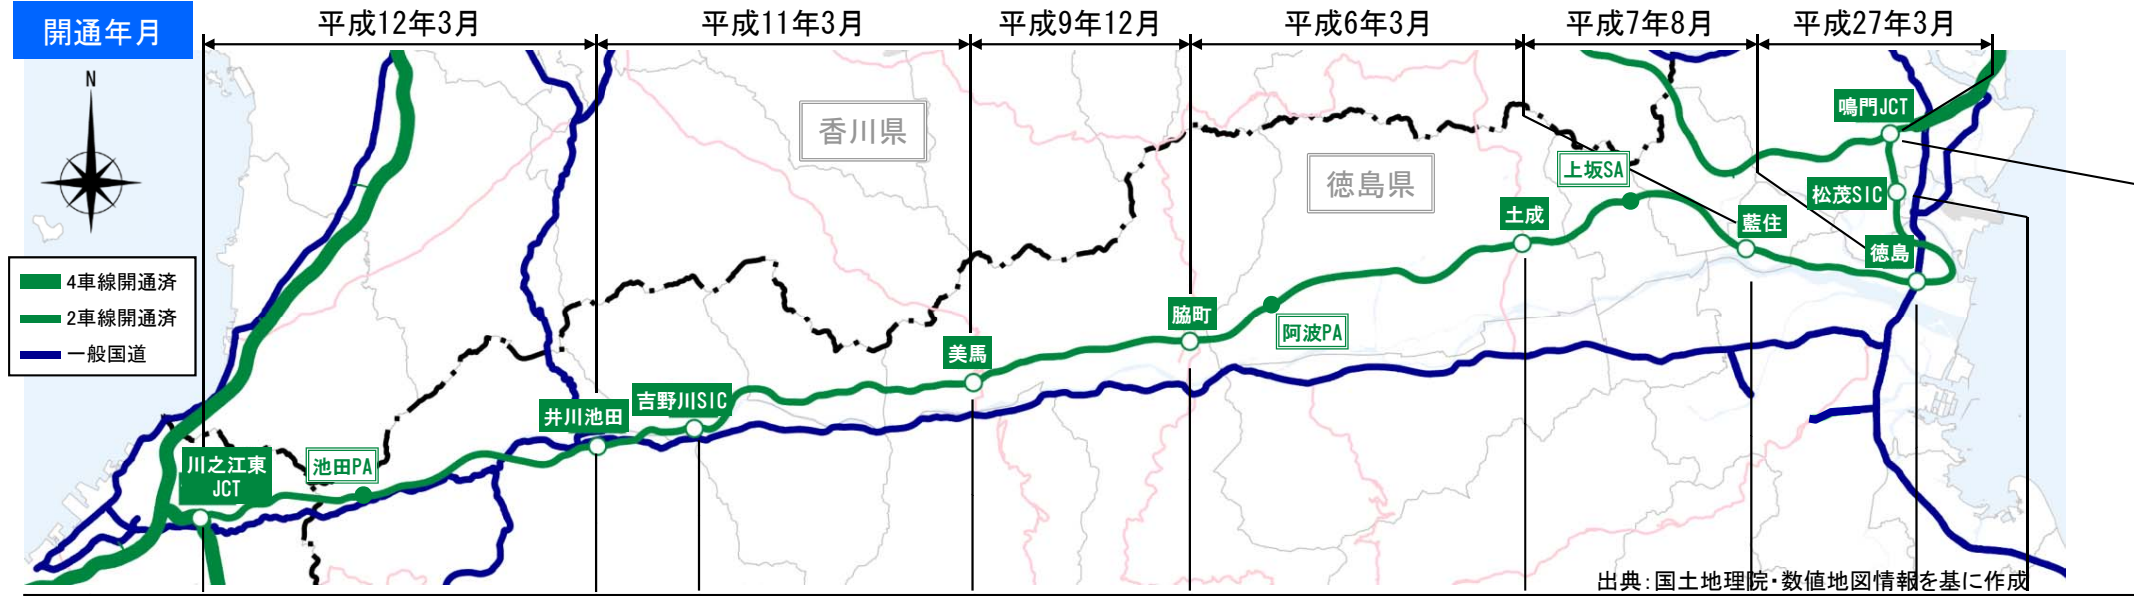 開通年月
平成12年3月
平成11年3月
平成9年12月
平成6年3月
平成7年8月
平成27年3月
N
香川県
徳島県
鳴門JCT
上坂SA
松茂SIC
土成
藍住
徳島
4車線開通済
2車線開通済
一般国道
脇町
阿波PA
美馬
吉野川SIC
井川池田
川之江東
JCT
池田PA
出典:国土地理院・数値地図情報を基に作成